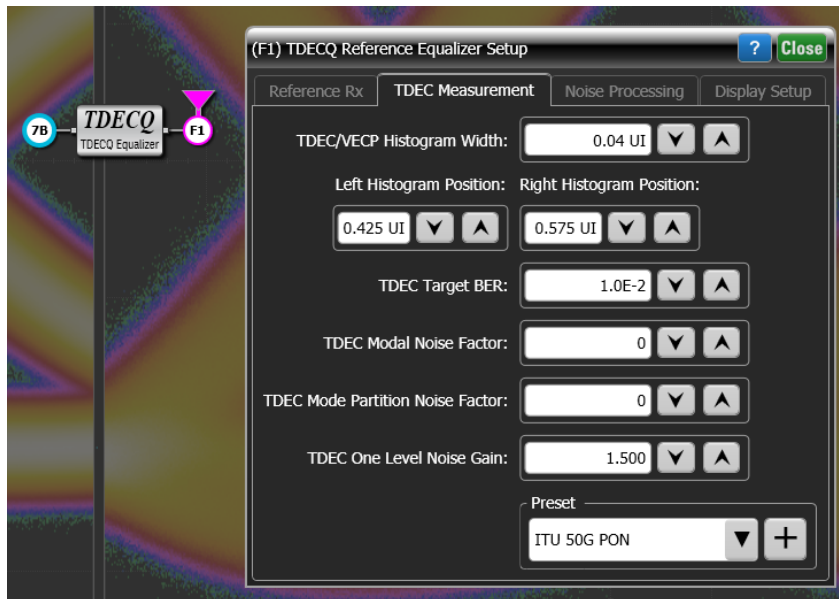 (F1) TDECQ Reference Equalizer Setup
? Close
Reference Rx TDEC Measurement Noise Processing Display Setup
7B TDECQ F1
TDECQ Equalizer
TDEC/VECP Histogram Width: 0.04 UI
Left Histogram Position: Right Histogram Position:
0.425 UI 0.575 UI
TDEC Target BER: 1.0E-2
TDEC Modal Noise Factor: 0
TDEC Mode Partition Noise Factor: 0
TDEC One Level Noise Gain: 1.500
Preset
ITU 50G PON